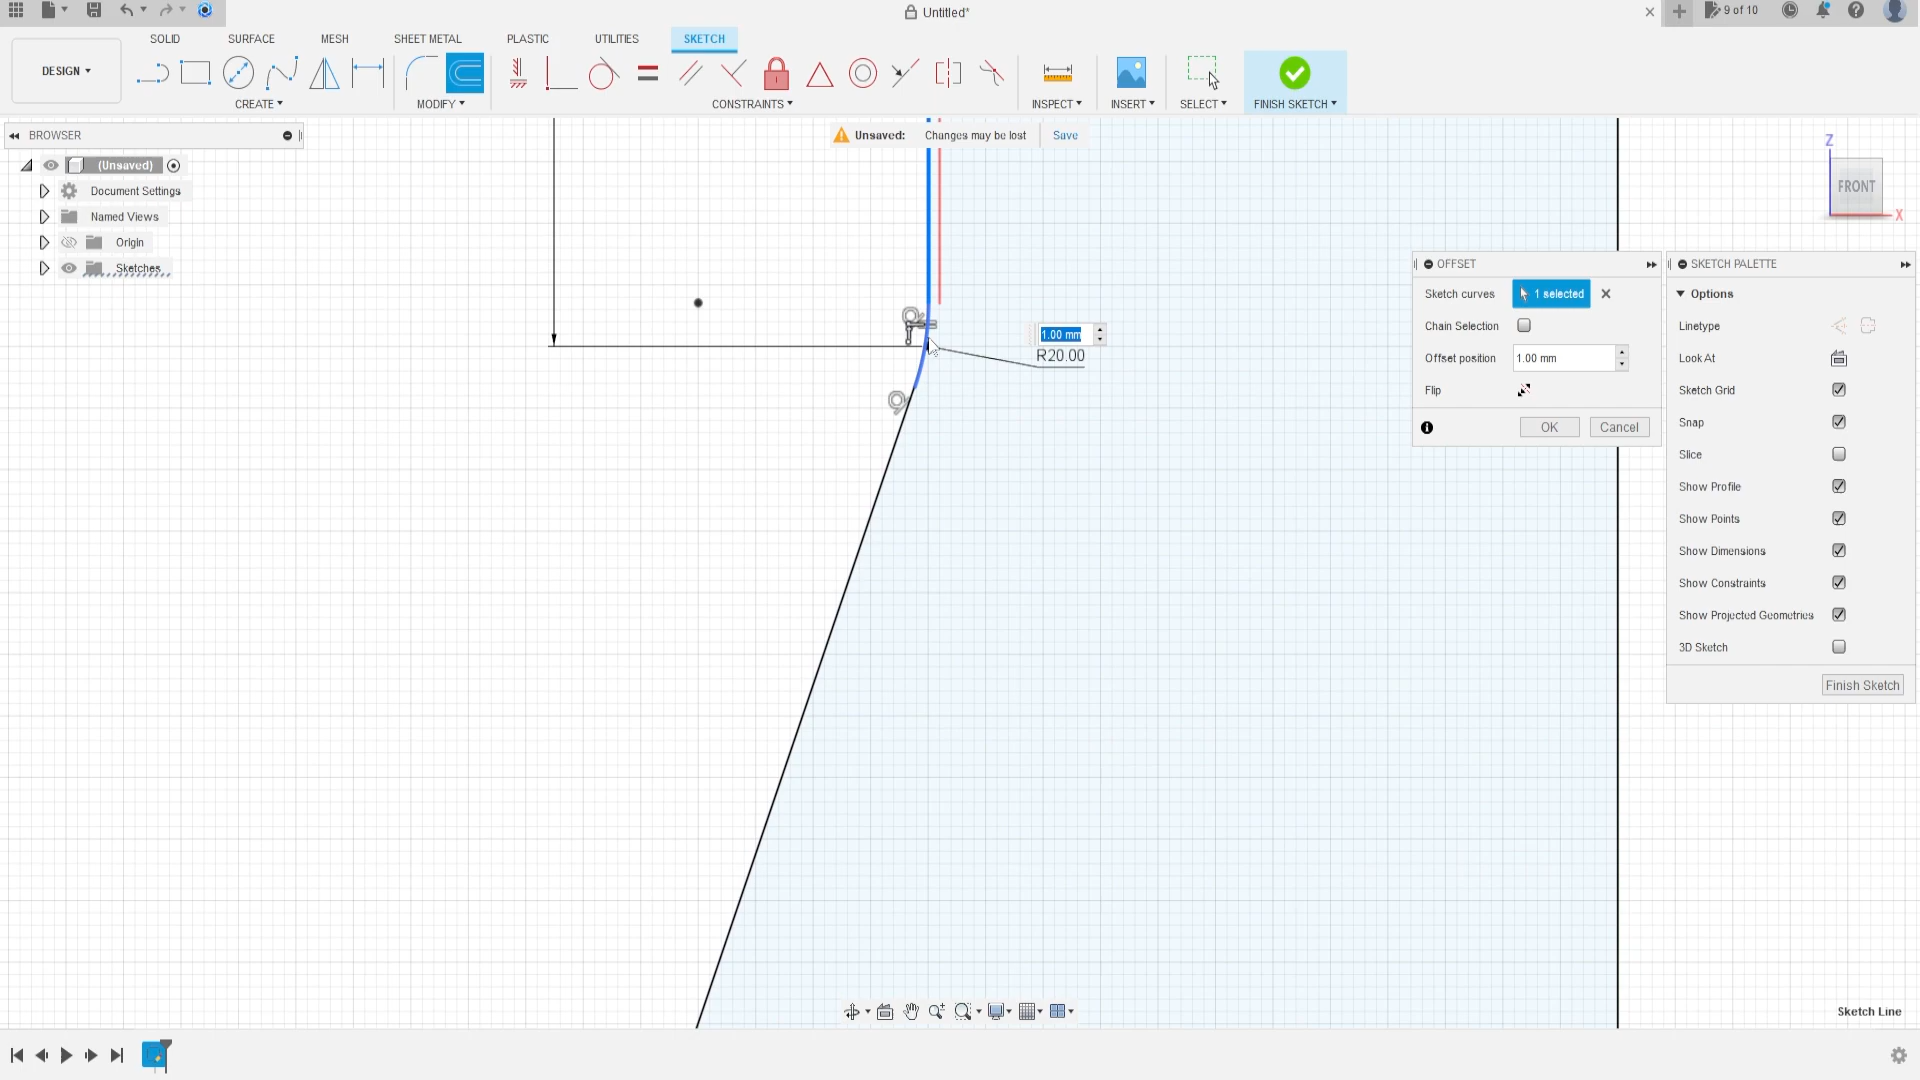 Untitled*
9 of 10
SOLID
SURFACE
MESH
SHEET METAL
PLASTIC
UTILITIES
SKETCH
DESIGN
CREATE
MODIFY
CONSTRAINTS
INSPECT
INSERT
SELECT
FINISH SKETCH
BROWSER
Unsaved: Changes may be lost Save
(Unsaved)
Document Settings
Named Views
Origin
Sketches
Z
FRONT
X
1.00 mm
R20.00
OFFSET
Sketch curves 1 selected
Chain Selection
Offset position 1.00 mm
Flip
OK Cancel
SKETCH PALETTE
Options
Linetype
Look At
Sketch Grid
Snap
Slice
Show Profile
Show Points
Show Dimensions
Show Constraints
Show Projected Geometries
3D Sketch
Finish Sketch
Sketch Line